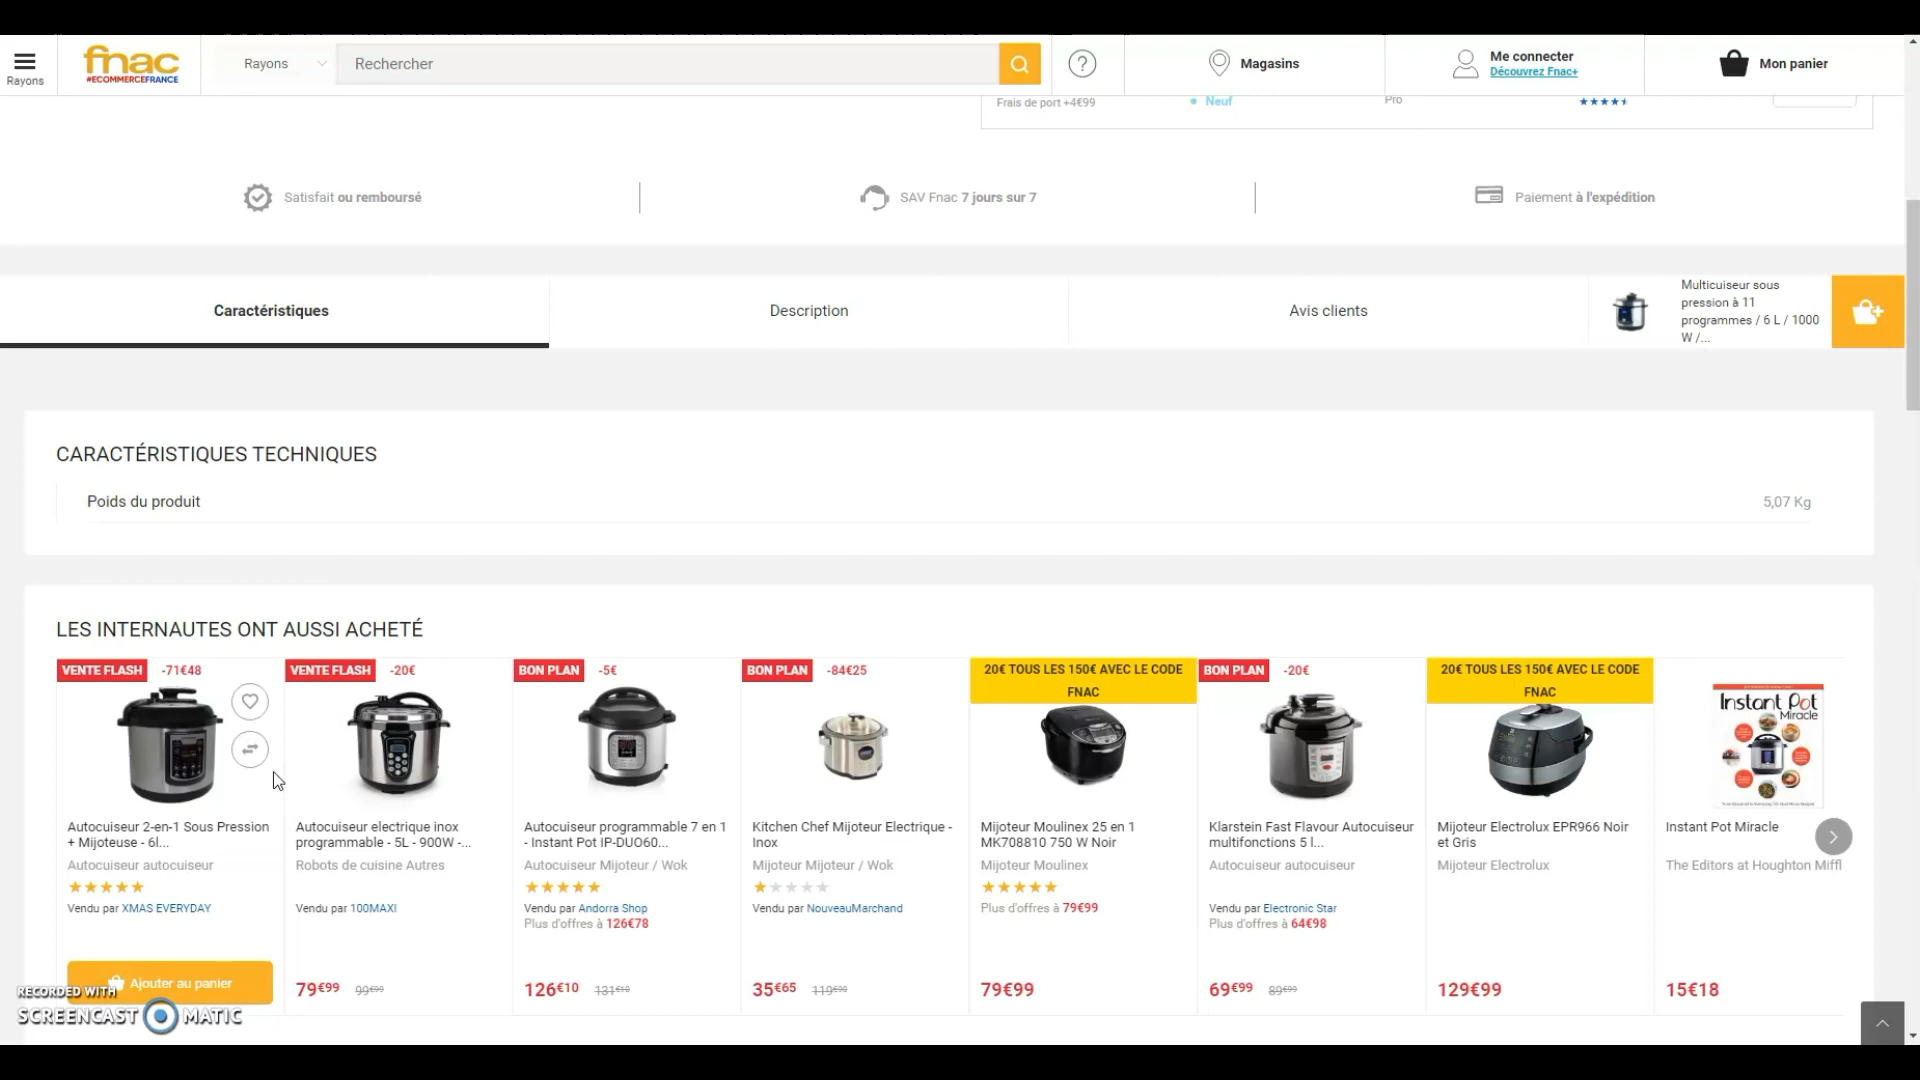 Rayons
fnac
#ECOMMERCEFRANCE
Rayons
Rechercher
?
Magasins
Me connecter
Découvrez Fnac+
Mon panier
Frais de port +4€99
Neuf
Pro
Satisfait ou remboursé
SAV Fnac 7 jours sur 7
Paiement à l'expédition
Caractéristiques
Description
Avis clients
Multicuiseur sous
pression à 11
programmes / 6 L / 1000
W /...
CARACTÉRISTIQUES TECHNIQUES
Poids du produit
5,07 Kg
LES INTERNAUTES ONT AUSSI ACHETÉ
VENTE FLASH -71€48
Autocuiseur 2-en-1 Sous Pression
+ Mijoteuse - 6l...
Autocuiseur autocuiseur
Vendu par XMAS EVERYDAY
Ajouter au panier
VENTE FLASH -20€
Autocuiseur electrique inox
programmable - 5L - 900W -...
Robots de cuisine Autres
Vendu par 100MAXI
79€99 99€99
BON PLAN -5€
Autocuiseur programmable 7 en 1
- Instant Pot IP-DUO60...
Autocuiseur Mijoteur / Wok
Vendu par Andorra Shop
Plus d'offres à 126€78
126€10 131€10
BON PLAN -84€25
Kitchen Chef Mijoteur Electrique -
Inox
Mijoteur Mijoteur / Wok
Vendu par NouveauMarchand
35€65 119€90
20€ TOUS LES 150€ AVEC LE CODE
FNAC
Mijoteur Moulinex 25 en 1
MK708810 750 W Noir
Mijoteur Moulinex
Plus d'offres à 79€99
79€99
BON PLAN -20€
Klarstein Fast Flavour Autocuiseur
multifonctions 5 l...
Autocuiseur autocuiseur
Vendu par Electronic Star
Plus d'offres à 64€98
69€99 89€99
20€ TOUS LES 150€ AVEC LE CODE
FNAC
Mijoteur Electrolux EPR966 Noir
et Gris
Mijoteur Electrolux
129€99
Instant Pot
Miracle
Instant Pot Miracle
The Editors at Houghton Miffl
15€18
RECORDED WITH
SCREENCAST MATIC